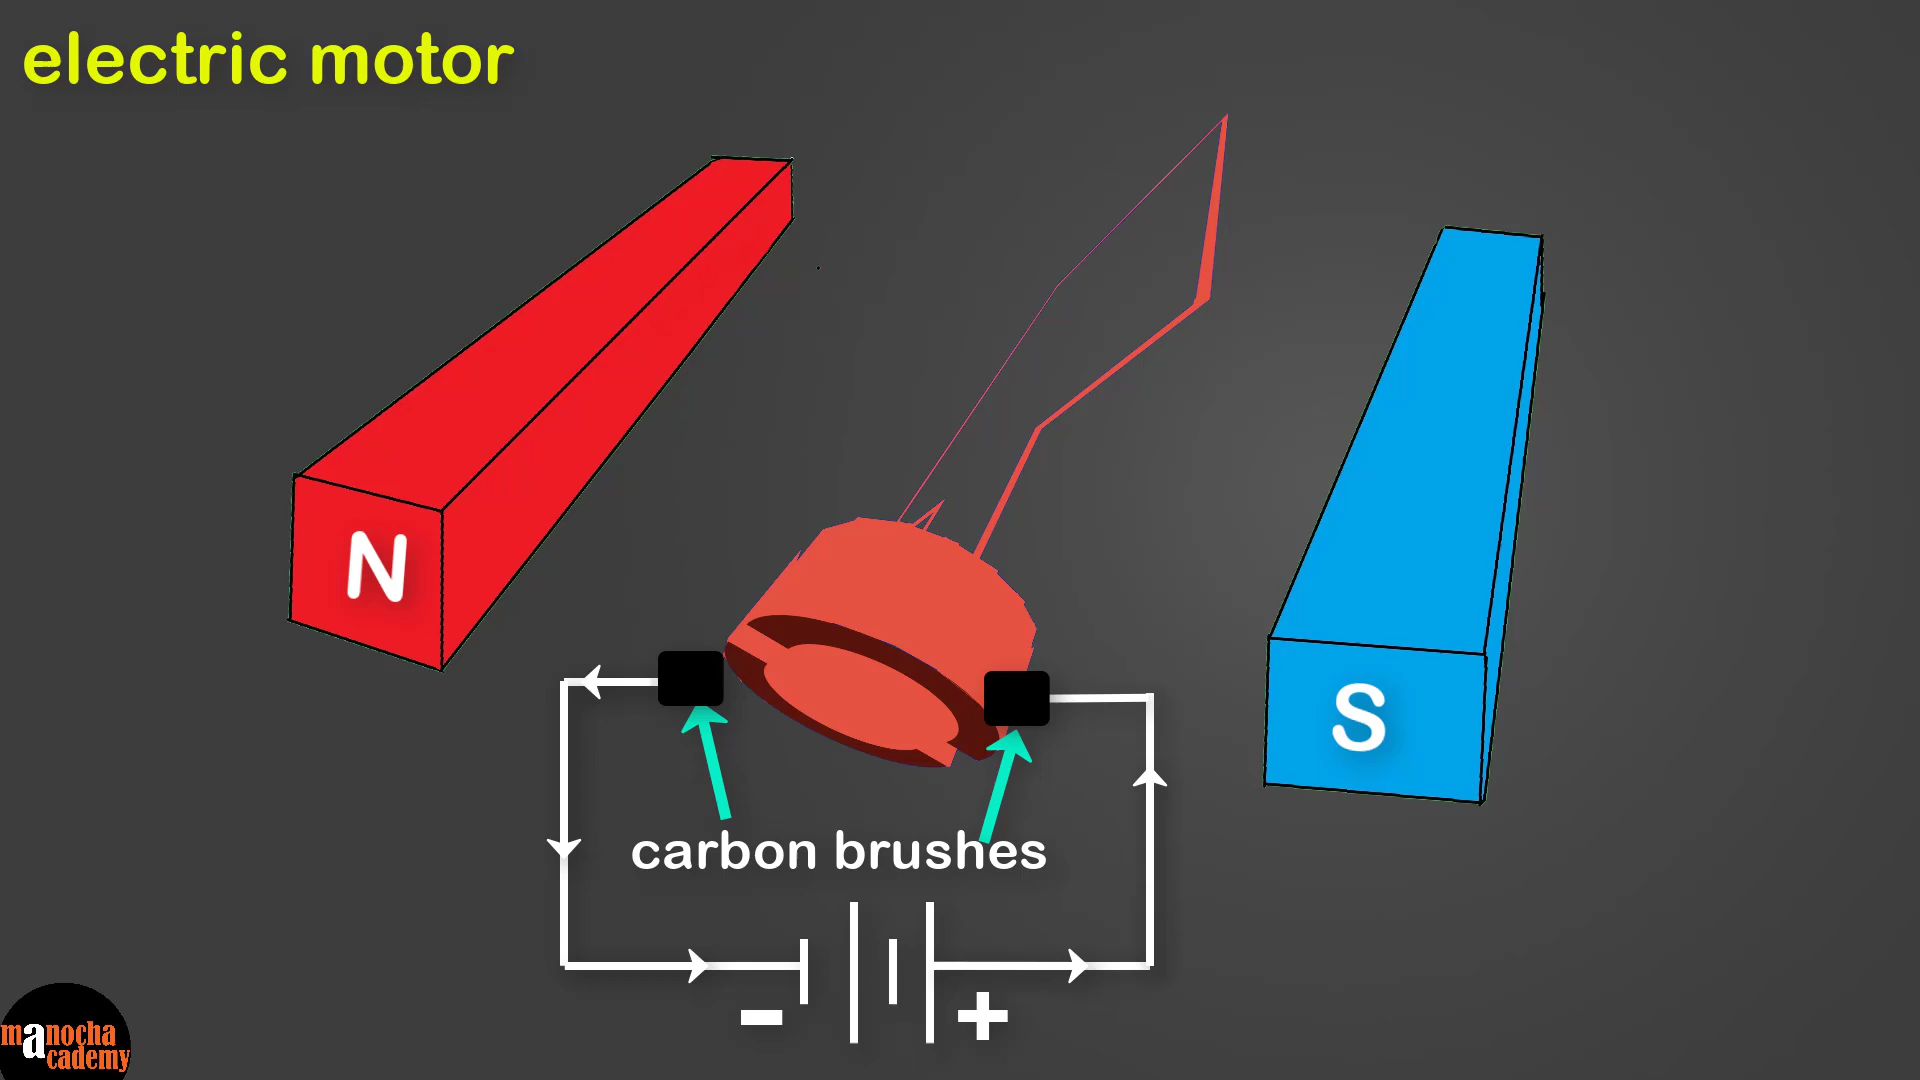 electric motor
N
S
carbon brushes
- +
manocha
academy